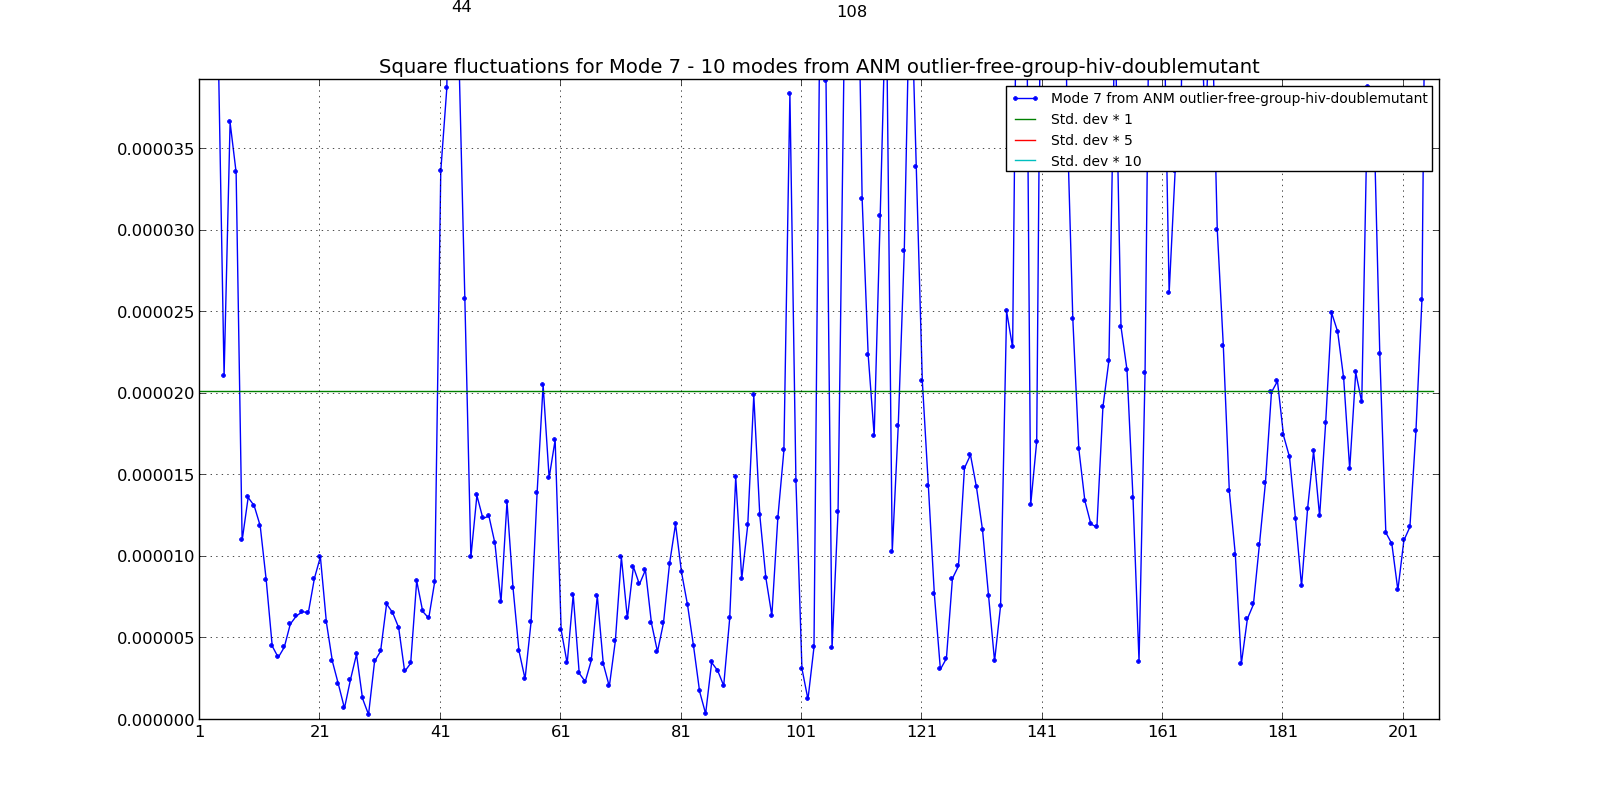 44
108
Square fluctuations for Mode 7 - 10 modes from ANM outlier-free-group-hiv-doublemutant
Mode 7 from ANM outlier-free-group-hiv-doublemutant
Std. dev * 1
Std. dev * 5
Std. dev * 10
0.000035
0.000030
0.000025
0.000020
0.000015
0.000010
0.000005
0.000000
1 21 41 61 81 101 121 141 161 181 201